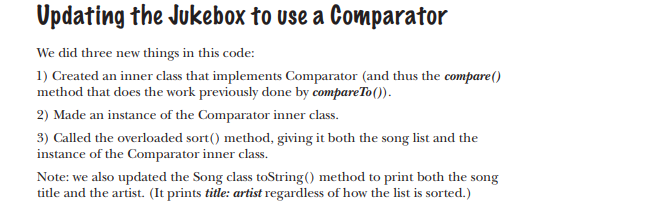 Updating the Jukebox to use a Comparator
We did three new things in this code:
1) Created an inner class that implements Comparator (and thus the compare()
method that does the work previously done by compareTo()).
2) Made an instance of the Comparator inner class.
3) Called the overloaded sort() method, giving it both the song list and the
instance of the Comparator inner class.
Note: we also updated the Song class toString() method to print both the song
title and the artist. (It prints title: artist regardless of how the list is sorted.)